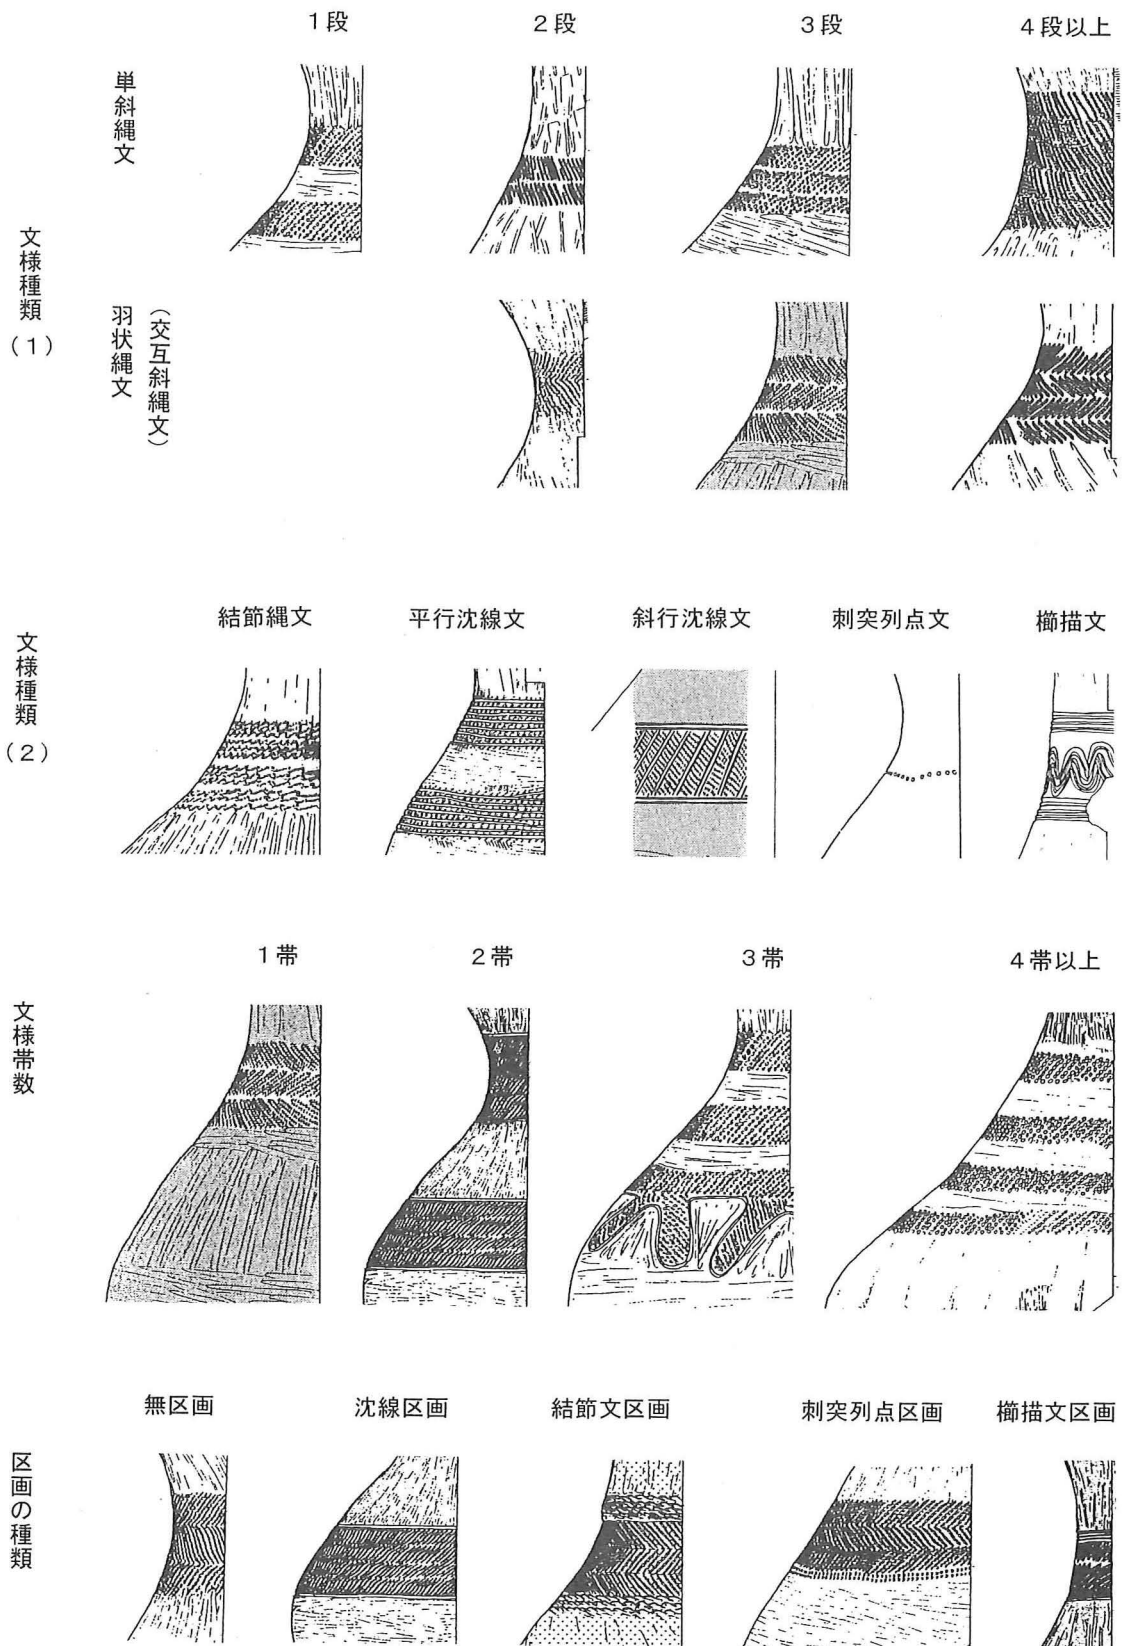 1段 2段 3段 4段以上
文様種類
(1)
単斜縄文
羽状縄文
(交互斜縄文)
文様種類
(2)
結節縄文 平行沈線文 斜行沈線文 刺突列点文 櫛描文
文様帯数
1帯 2帯 3帯 4帯以上
区画の種類
無区画 沈線区画 結節文区画 刺突列点区画 櫛描文区画